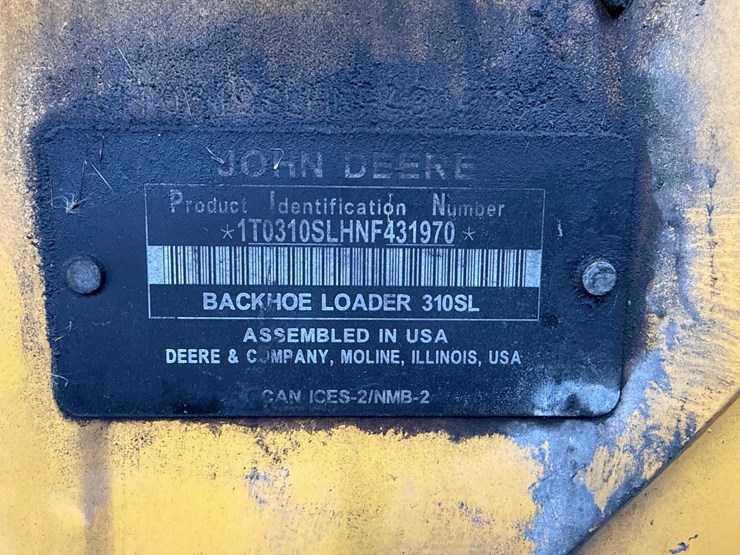 JOHN DEERE
Product Identification Number
*1T0310SLHNF431970*
BACKHOE LOADER 310SL
ASSEMBLED IN USA
DEERE & COMPANY, MOLINE, ILLINOIS, USA
CAN ICES-2/NMB-2